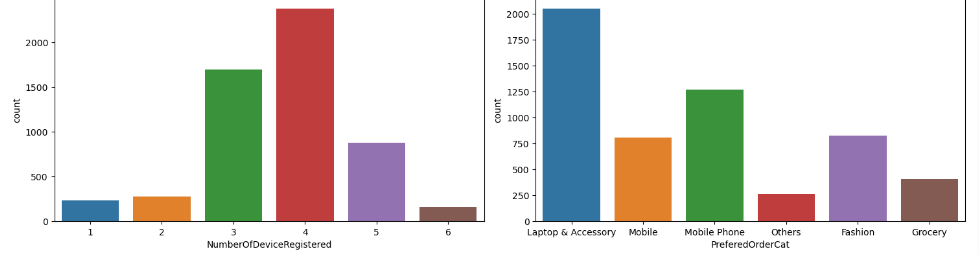 2000
1500
1000
500
0
count
1 2 3 4 5 6
NumberOfDeviceRegistered
2000
1750
1500
1250
1000
750
500
250
0
count
Laptop & Accessory Mobile Mobile Phone Others Fashion Grocery
PreferedOrderCat